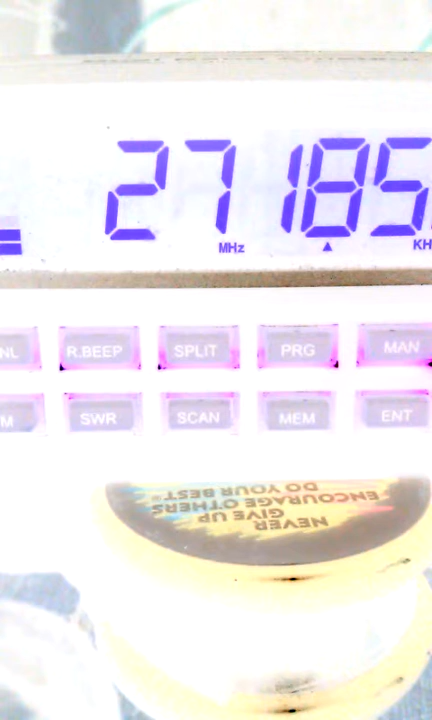 27 185
MHz ▲ KH
NL R.BEEP SPLIT PRG MAN
M SWR SCAN MEM ENT
NEVER
GIVE UP
ENCOURAGE OTHERS
DO YOUR BEST®